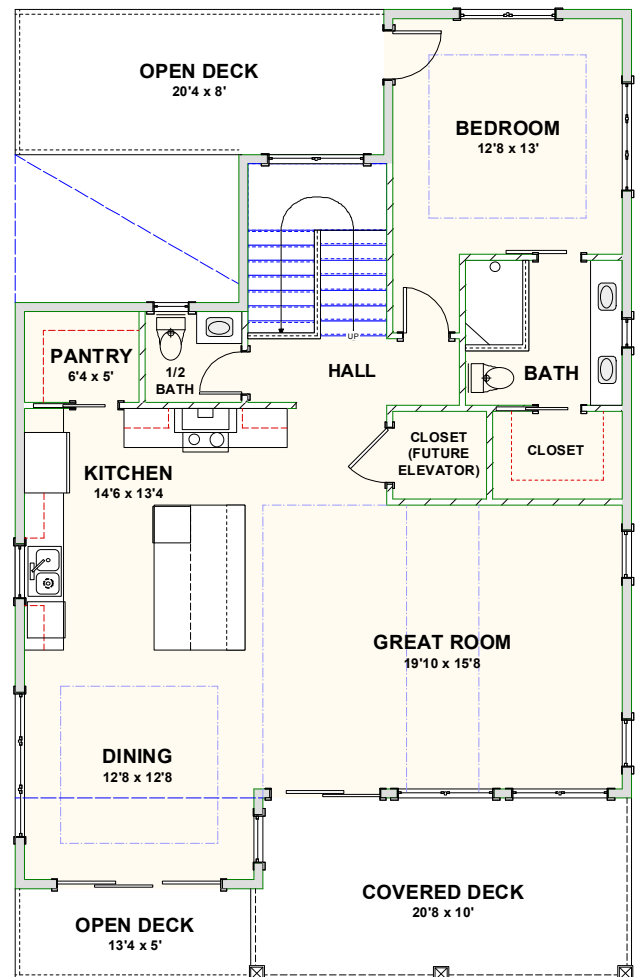 OPEN DECK
20'4 x 8'
BEDROOM
12'8 x 13'
UP
PANTRY
6'4 x 5'
1/2
BATH
HALL
BATH
CLOSET
(FUTURE
ELEVATOR)
CLOSET
KITCHEN
14'6 x 13'4
GREAT ROOM
19'10 x 15'8
DINING
12'8 x 12'8
COVERED DECK
20'8 x 10'
OPEN DECK
13'4 x 5'